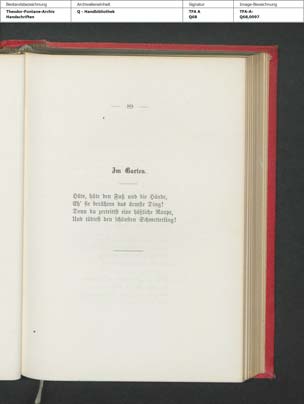 Bestandsbezeichnung
Archivalieneinheit
Signatur
Image-Bezeichnung
Theodor-Fontane-Archiv
Handschriften
Q - Handbibliothek
TFA A
Q68
TFA-A-
Q68,0097
— 89 —
Im Garten.
Hüte, hüte den Fuß und die Hände,
Eh' sie berühren das ärmste Ding!
Denn du zertrittst eine häßliche Raupe,
Und tödtest den schönsten Schmetterling!